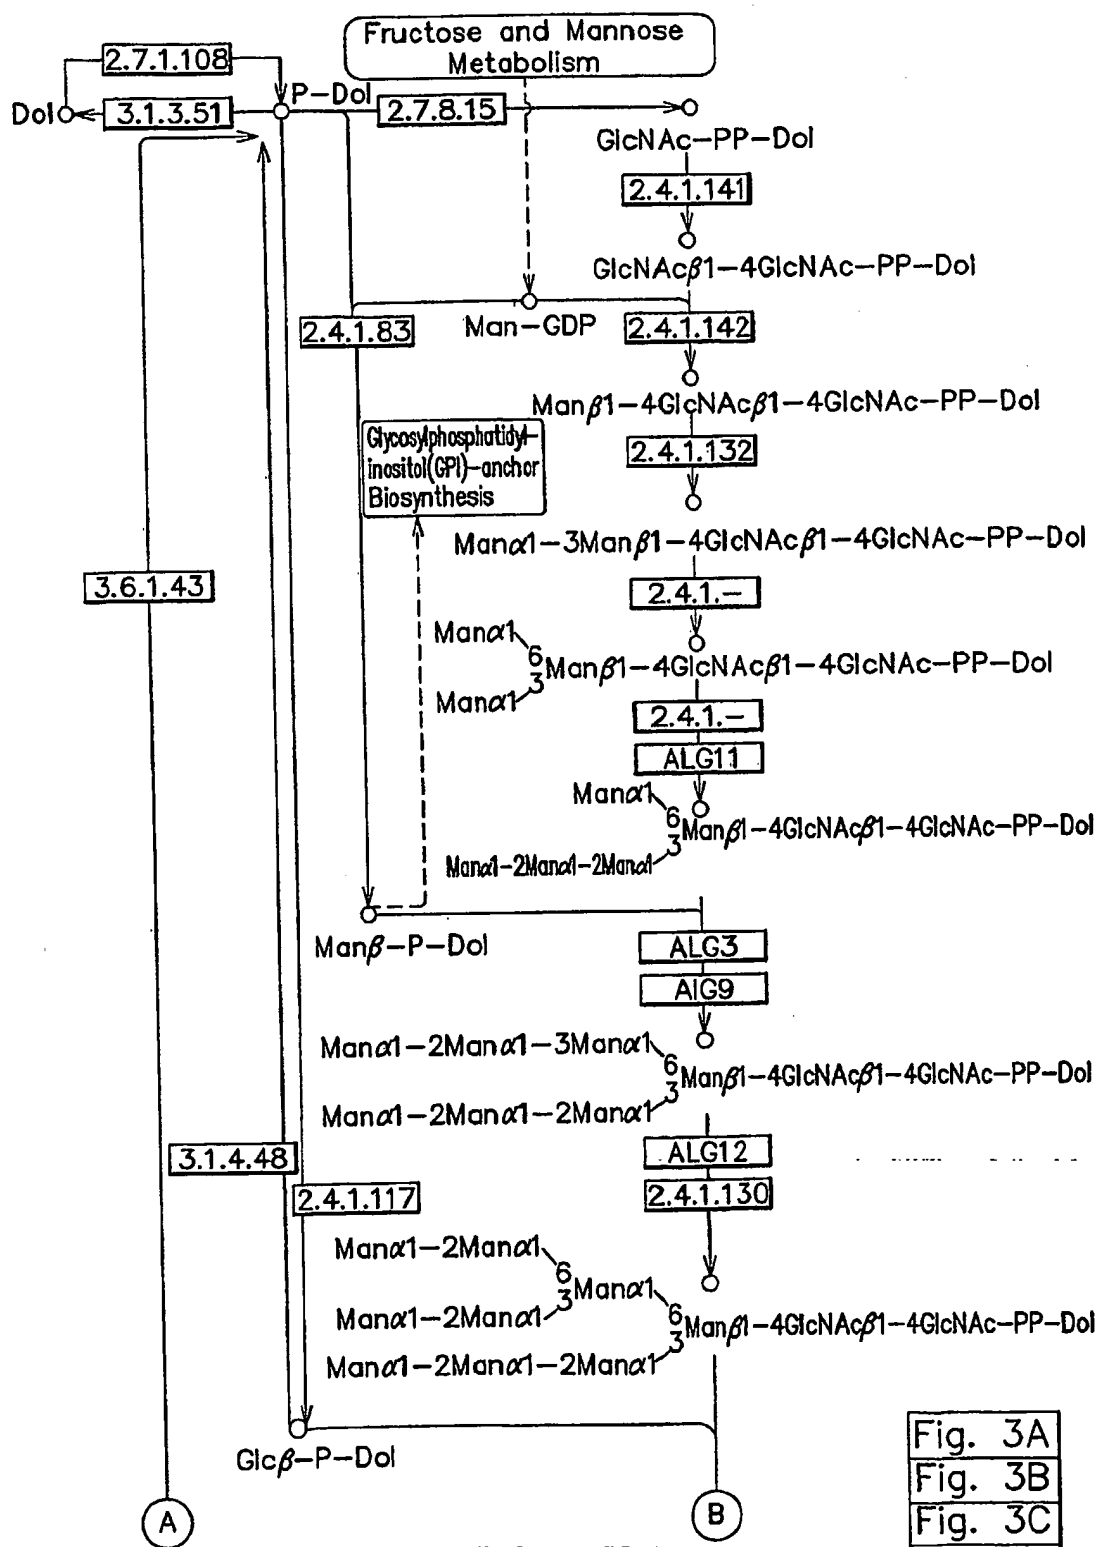 Fructose and Mannose
Metabolism
2.7.1.108
Dol
3.1.3.51
P-Dol
2.7.8.15
GlcNAc-PP-Dol
2.4.1.141
GlcNAcβ1-4GlcNAc-PP-Dol
2.4.1.83
Man-GDP
2.4.1.142
Manβ1-4GlcNAcβ1-4GlcNAc-PP-Dol
Glycosylphosphatidyl-
inositol(GPI)-anchor
Biosynthesis
2.4.1.132
Manα1-3Manβ1-4GlcNAcβ1-4GlcNAc-PP-Dol
3.6.1.43
2.4.1.-
Manα1
6
3
Manβ1-4GlcNAcβ1-4GlcNAc-PP-Dol
Manα1
2.4.1.-
ALG11
Manα1
6
3
Manβ1-4GlcNAcβ1-4GlcNAc-PP-Dol
Manα1-2Manα1-2Manα1
Manβ-P-Dol
ALG3
AlG9
Manα1-2Manα1-3Manα1
6
3
Manβ1-4GlcNAcβ1-4GlcNAc-PP-Dol
Manα1-2Manα1-2Manα1
3.1.4.48
ALG12
2.4.1.117
2.4.1.130
Manα1-2Manα1
6
3
Manα1
Manα1-2Manα1
6
3
Manβ1-4GlcNAcβ1-4GlcNAc-PP-Dol
Manα1-2Manα1-2Manα1
Glcβ-P-Dol
A
B
Fig. 3A
Fig. 3B
Fig. 3C